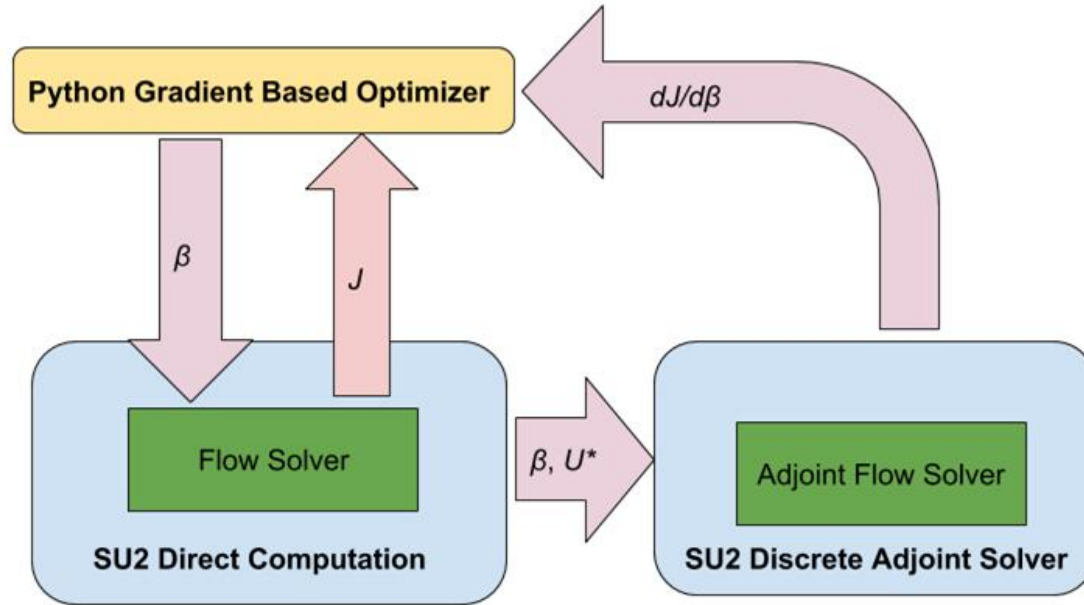 Python Gradient Based Optimizer
dJ/dβ
β
J
Flow Solver
β, U*
Adjoint Flow Solver
SU2 Direct Computation
SU2 Discrete Adjoint Solver